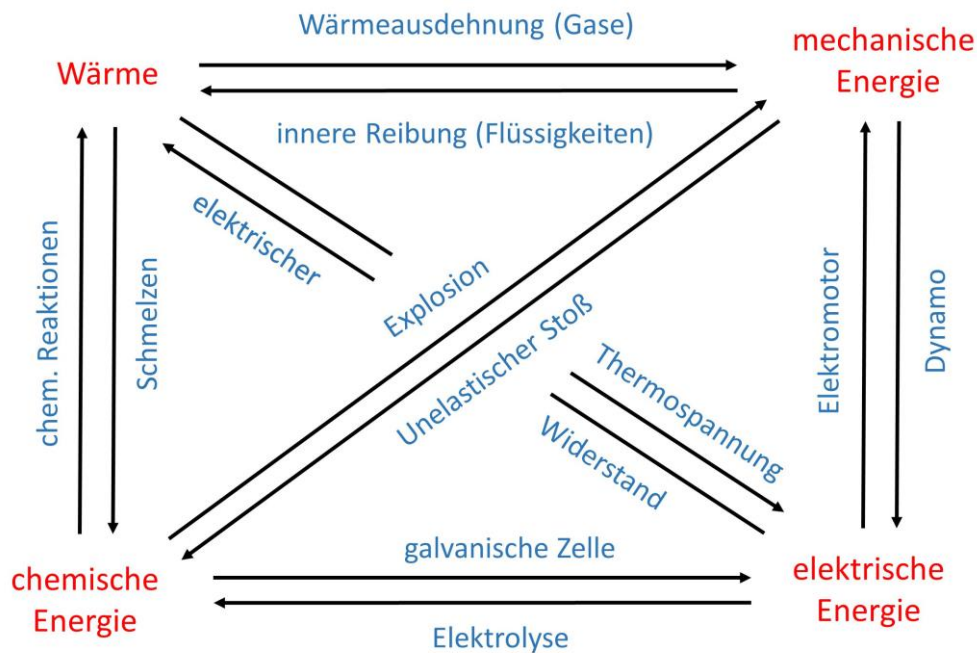 Wärmeausdehnung (Gase)
mechanische
Energie
Wärme
innere Reibung (Flüssigkeiten)
elektrischer
chem. Reaktionen
Schmelzen
Explosion
Unelastischer Stoß
Thermospannung
Widerstand
Elektromotor
Dynamo
galvanische Zelle
chemische
Energie
elektrische
Energie
Elektrolyse